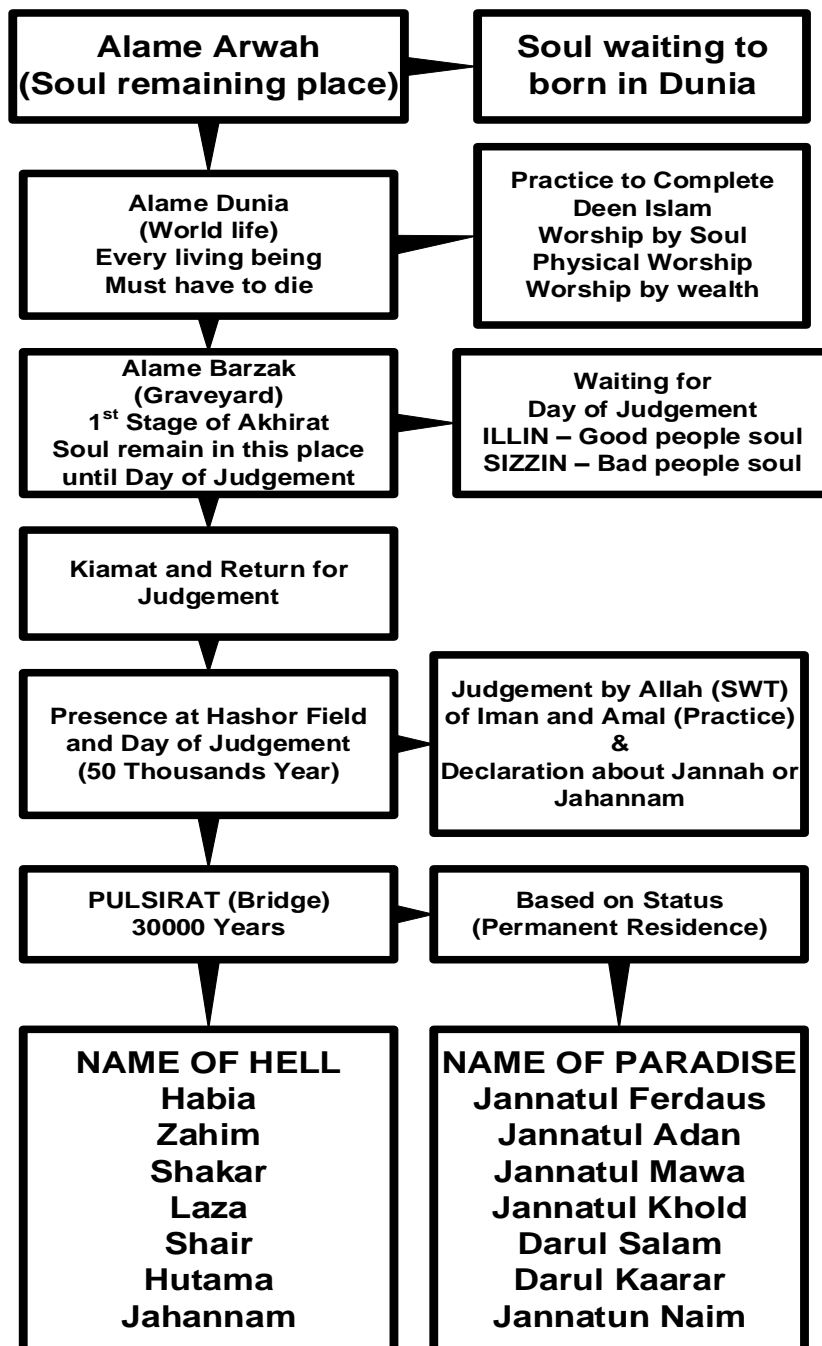 Alame Arwah
(Soul remaining place)
Soul waiting to
born in Dunia
Alame Dunia
(World life)
Every living being
Must have to die
Practice to Complete
Deen Islam
Worship by Soul
Physical Worship
Worship by wealth
Alame Barzak
(Graveyard)
1st Stage of Akhirat
Soul remain in this place
until Day of Judgement
Waiting for
Day of Judgement
ILLIN – Good people soul
SIZZIN – Bad people soul
Kiamat and Return for
Judgement
Presence at Hashor Field
and Day of Judgement
(50 Thousands Year)
Judgement by Allah (SWT)
of Iman and Amal (Practice)
&
Declaration about Jannah or
Jahannam
PULSIRAT (Bridge)
30000 Years
Based on Status
(Permanent Residence)
NAME OF HELL
Habia
Zahim
Shakar
Laza
Shair
Hutama
Jahannam
NAME OF PARADISE
Jannatul Ferdaus
Jannatul Adan
Jannatul Mawa
Jannatul Khold
Darul Salam
Darul Kaarar
Jannatun Naim